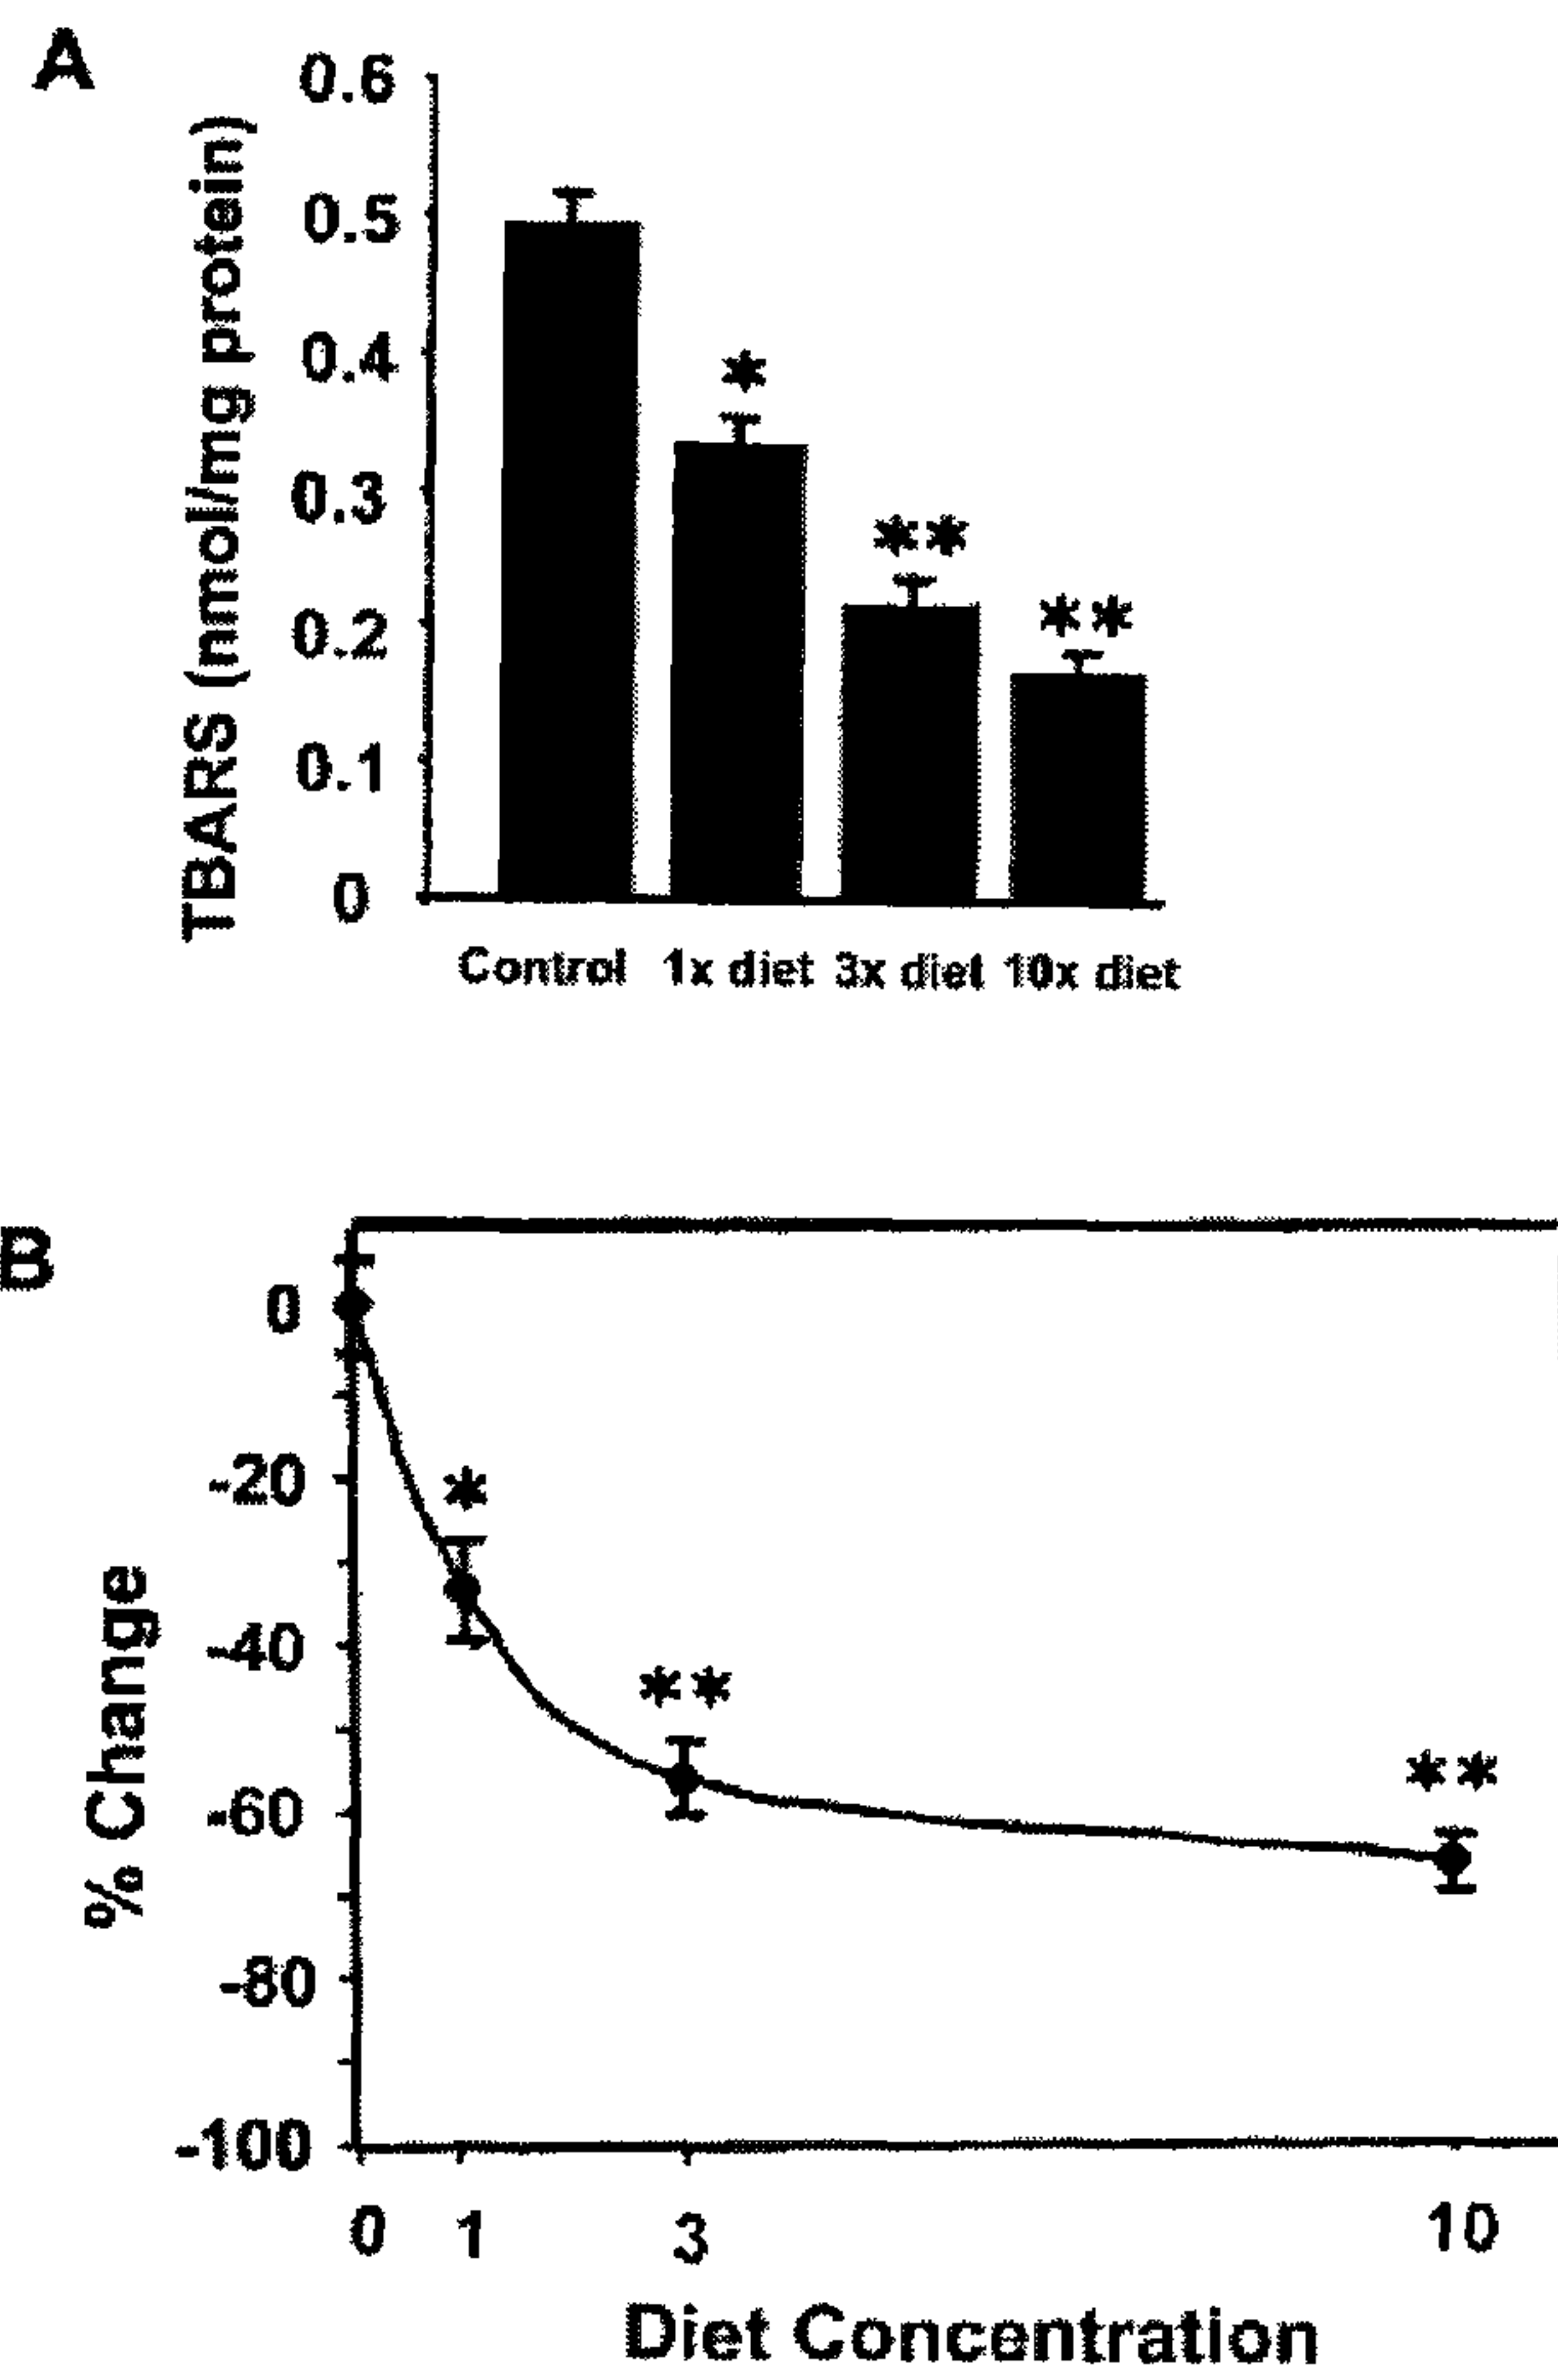 A
0.6
0.5
0.4
0.3
0.2
0.1
0
TBARS (nmol/mg protein)
*
**
**
Control 1x diet 3x diet 10x diet
B
0
-20
-40
-60
-80
-100
% Change
*
**
**
0 1 3 10
Diet Concentration